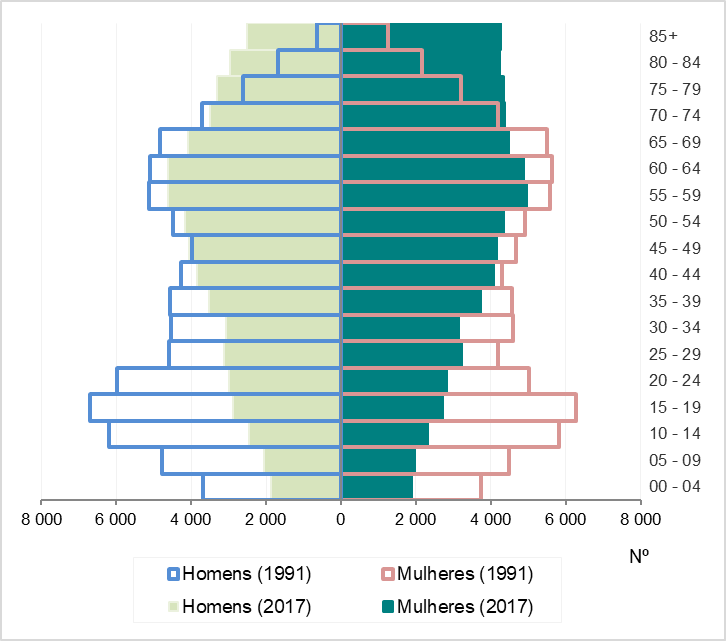 85+
80 - 84
75 - 79
70 - 74
65 - 69
60 - 64
55 - 59
50 - 54
45 - 49
40 - 44
35 - 39
30 - 34
25 - 29
20 - 24
15 - 19
10 - 14
05 - 09
00 - 04
8 000 6 000 4 000 2 000 0 2 000 4 000 6 000 8 000
Nº
Homens (1991) Mulheres (1991)
Homens (2017) Mulheres (2017)